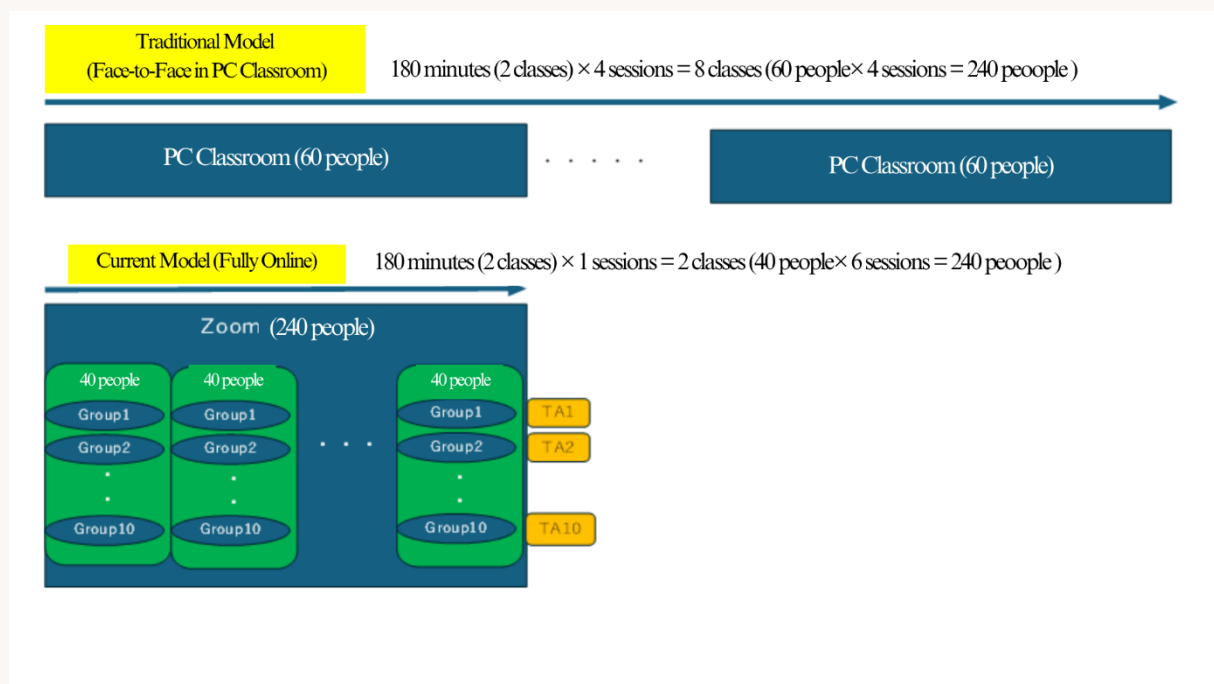 Traditional Model
(Face-to-Face in PC Classroom)
180 minutes (2 classes) × 4 sessions = 8 classes (60 people× 4 sessions = 240 peoople )
PC Classroom (60 people)
. . . . .
PC Classroom (60 people)
Current Model (Fully Online)
180 minutes (2 classes) × 1 sessions = 2 classes (40 people× 6 sessions = 240 peoople )
Zoom (240 people)
40 people
Group1
Group2
.
.
Group10
40 people
Group1
Group2
.
.
Group10
. . .
40 people
Group1
Group2
.
.
Group10
TA1
TA2
TA10